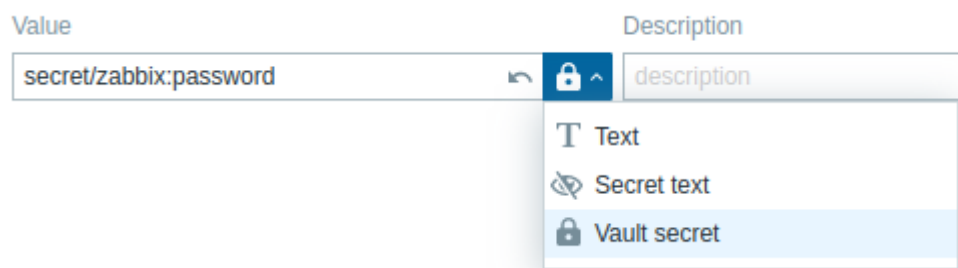 Value Description
secret/zabbix:password description
Text
Secret text
Vault secret